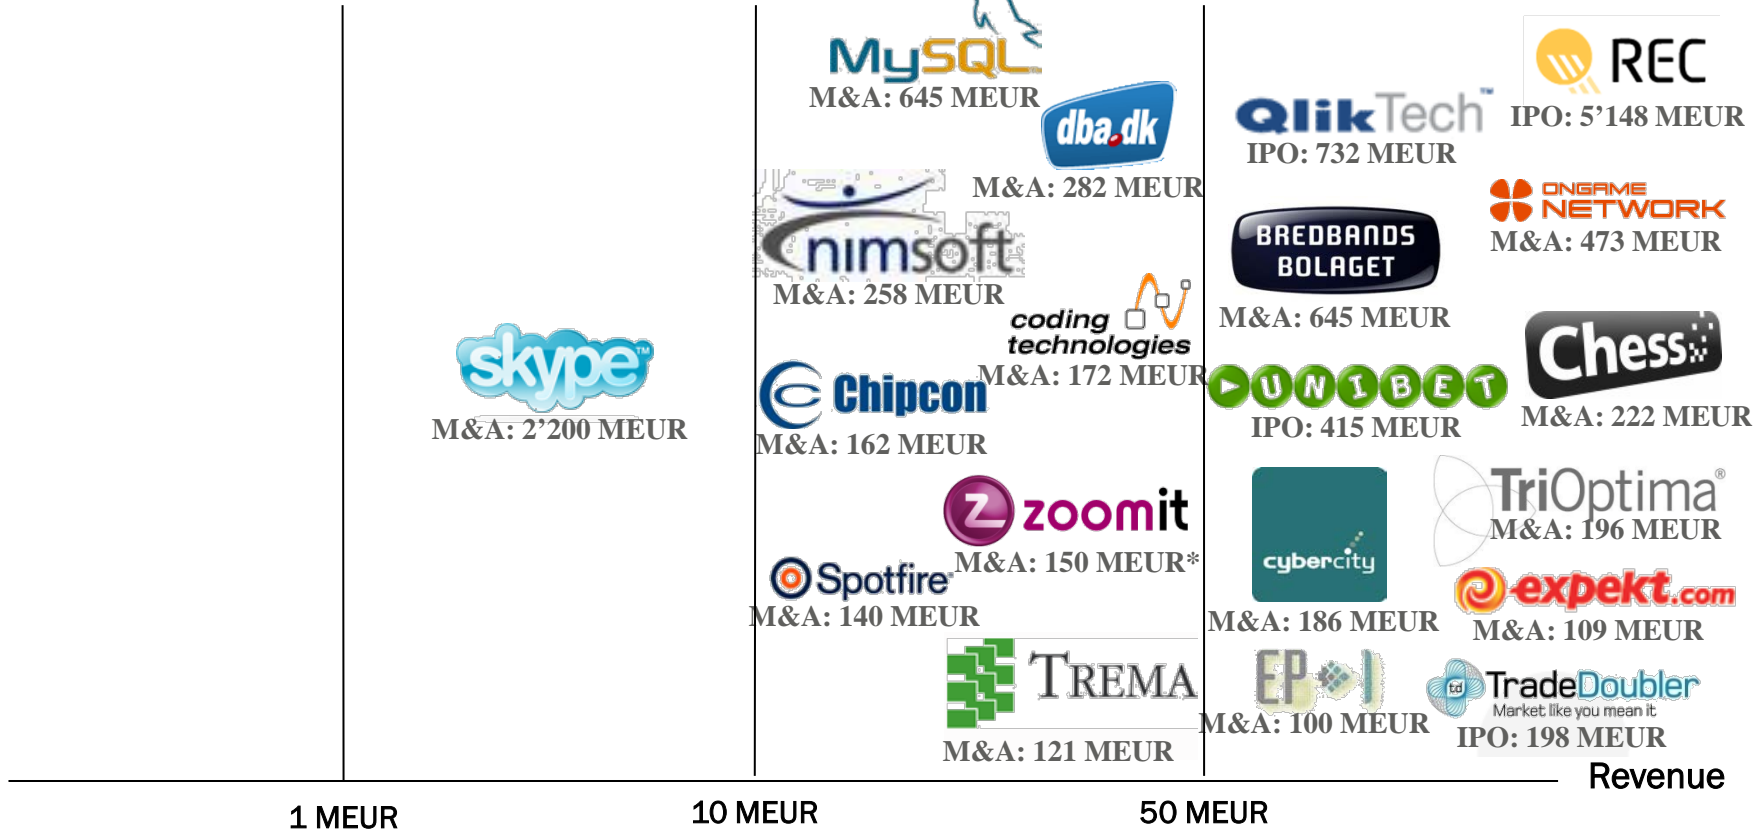 MySQL
M&A: 645 MEUR
dba.dk
M&A: 282 MEUR
nimsoft
M&A: 258 MEUR
coding
technologies
M&A: 172 MEUR
Chipcon
M&A: 162 MEUR
zoomit
M&A: 150 MEUR*
Spotfire
M&A: 140 MEUR
TREMA
M&A: 121 MEUR
skype™
M&A: 2’200 MEUR
REC
IPO: 5’148 MEUR
QlikTech™
IPO: 732 MEUR
ONGAME
NETWORK
M&A: 473 MEUR
BREDBANDS
BOLAGET
M&A: 645 MEUR
Chess
M&A: 222 MEUR
UNIBET
IPO: 415 MEUR
TriOptima®
M&A: 196 MEUR
cybercity
M&A: 186 MEUR
expekt.com
M&A: 109 MEUR
EP
M&A: 100 MEUR
td TradeDoubler
Market like you mean it
IPO: 198 MEUR
Revenue
1 MEUR
10 MEUR
50 MEUR